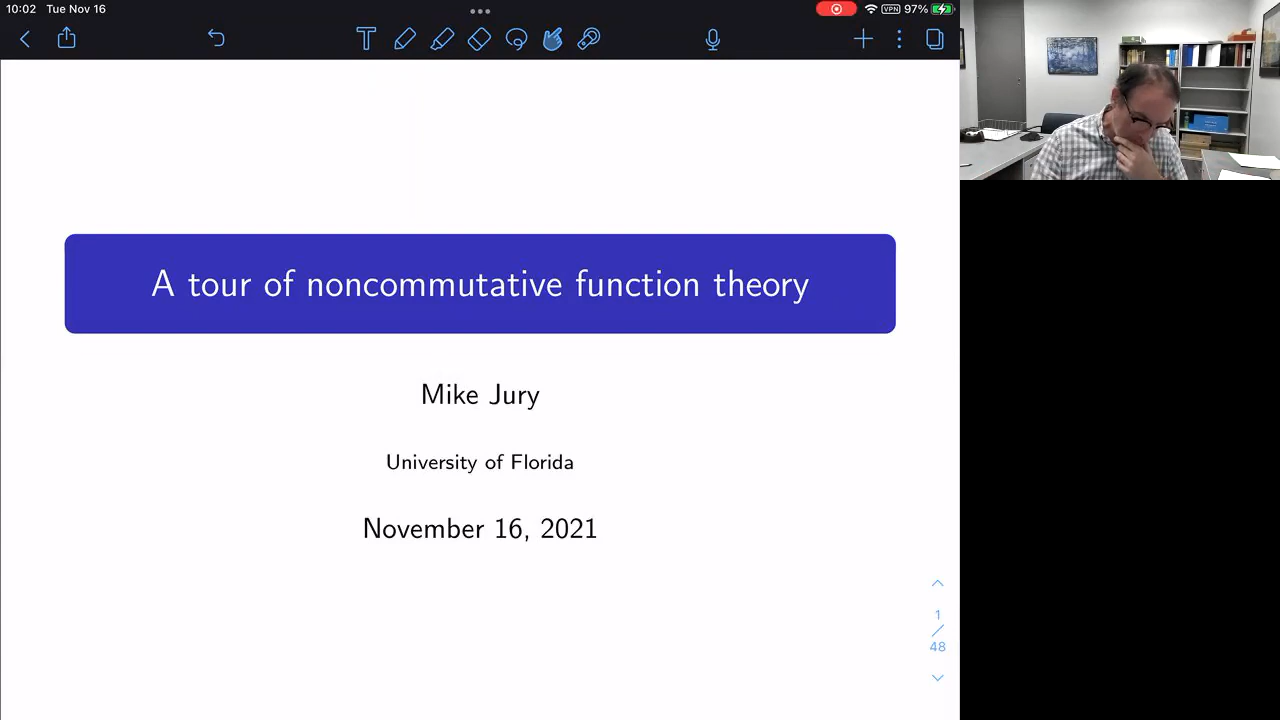 10:02 Tue Nov 16
VPN 97%
A tour of noncommutative function theory
Mike Jury
University of Florida
November 16, 2021
1
/
48